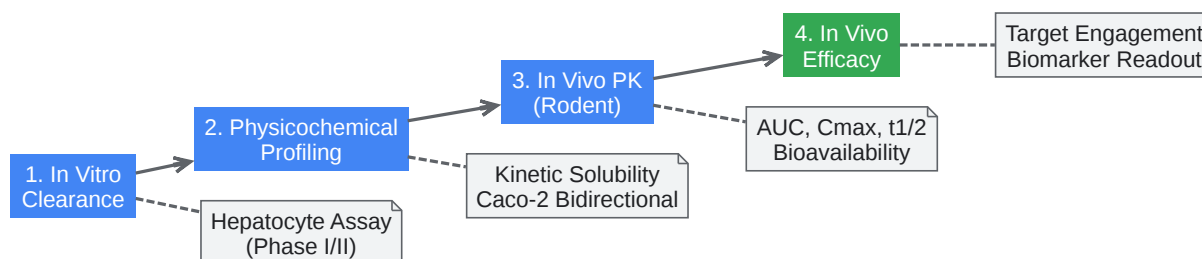 1. In Vitro
Clearance
Hepatocyte Assay
(Phase I/II)
2. Physicochemical
Profiling
Kinetic Solubility
Caco-2 Bidirectional
3. In Vivo PK
(Rodent)
AUC, Cmax, t1/2
Bioavailability
4. In Vivo
Efficacy
Target Engagement
Biomarker Readout